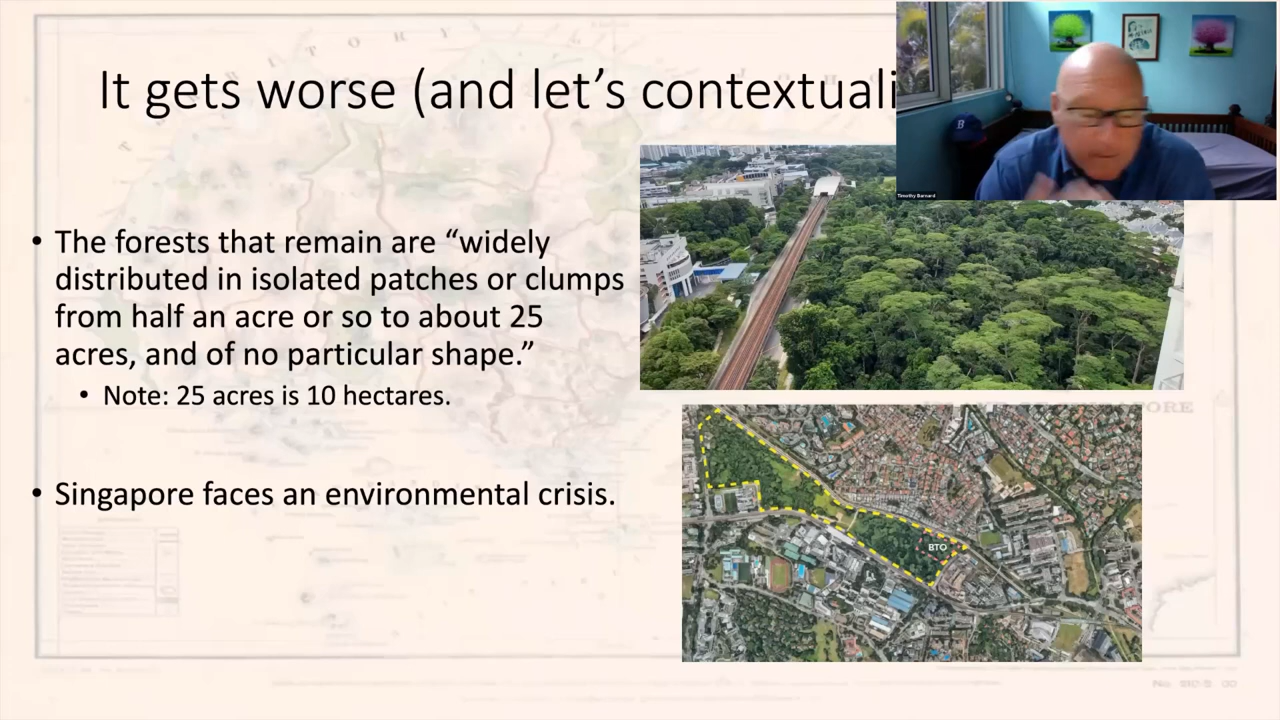 It gets worse (and let’s contextuali
Timothy Barnard
• The forests that remain are “widely
distributed in isolated patches or clumps
from half an acre or so to about 25
acres, and of no particular shape.”
• Note: 25 acres is 10 hectares.
• Singapore faces an environmental crisis.
BTO